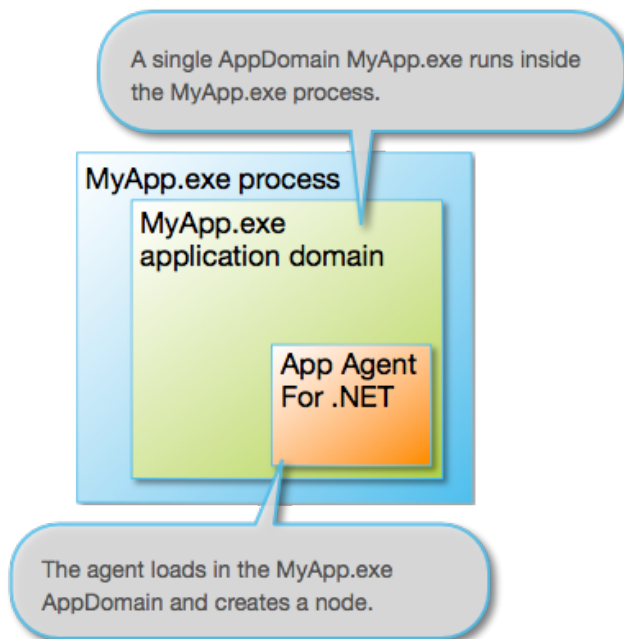 A single AppDomain MyApp.exe runs inside
the MyApp.exe process.
MyApp.exe process
MyApp.exe
application domain
App Agent
For .NET
The agent loads in the MyApp.exe
AppDomain and creates a node.